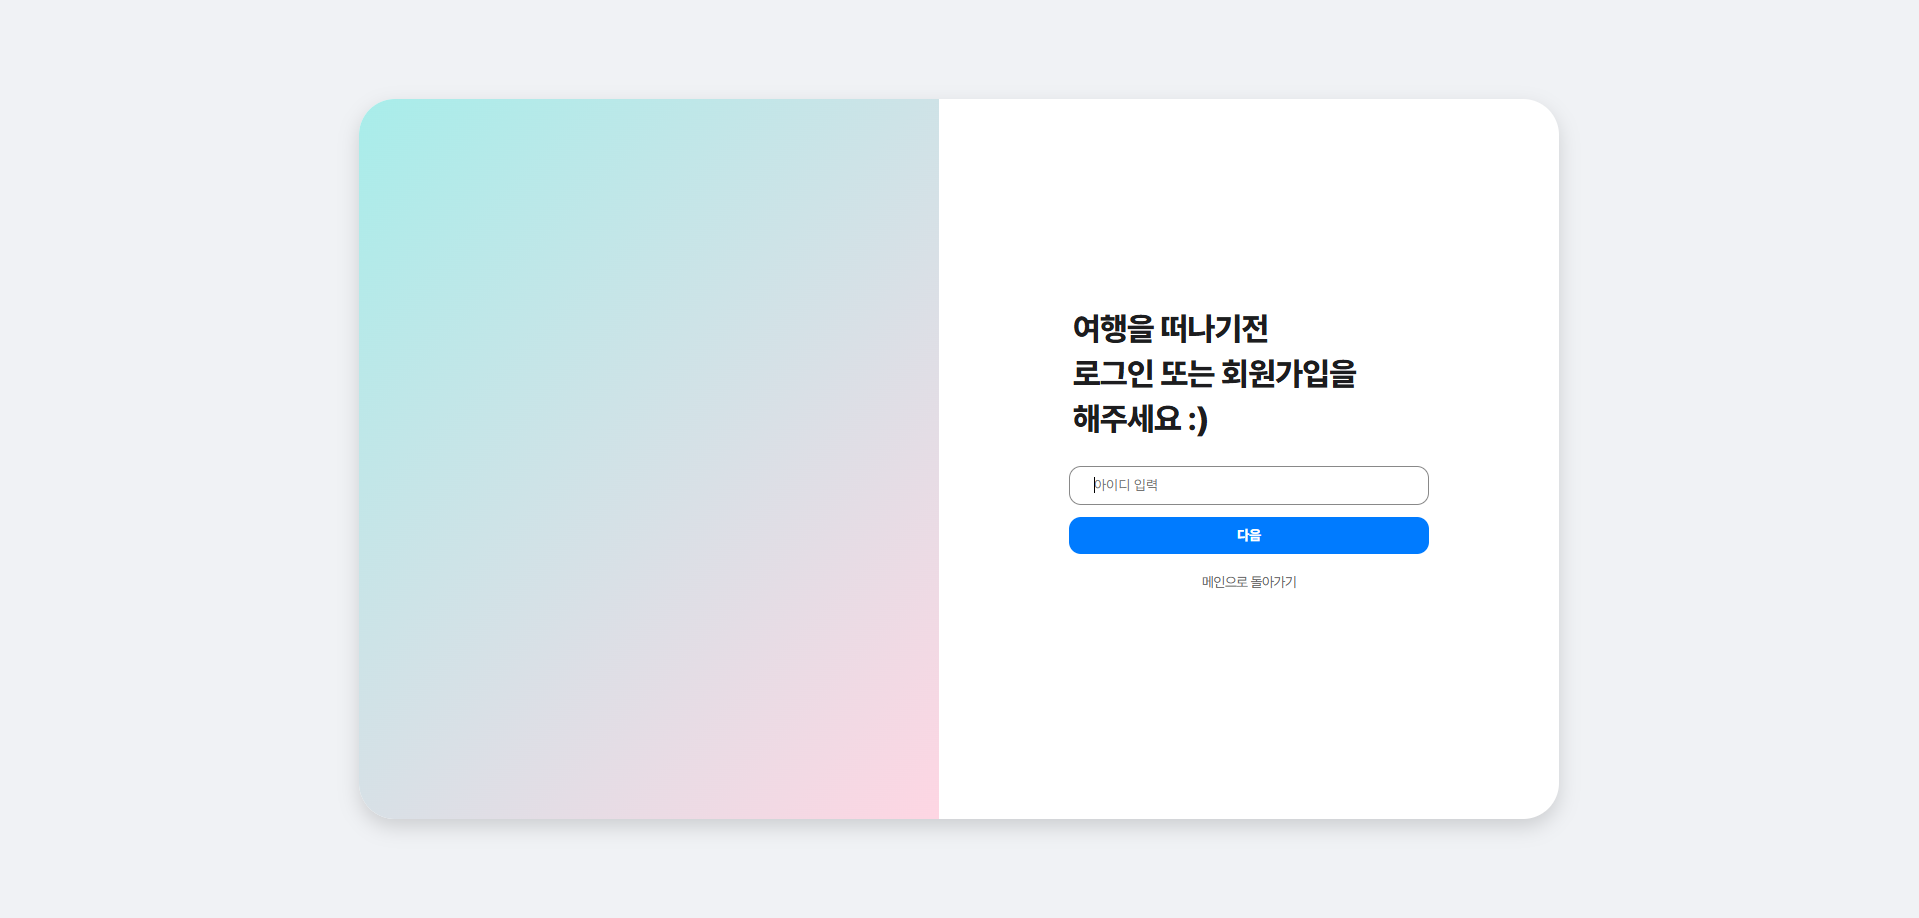 여행을 떠나기전
로그인 또는 회원가입을
해주세요 :)
아이디 입력
다음
메인으로 돌아가기